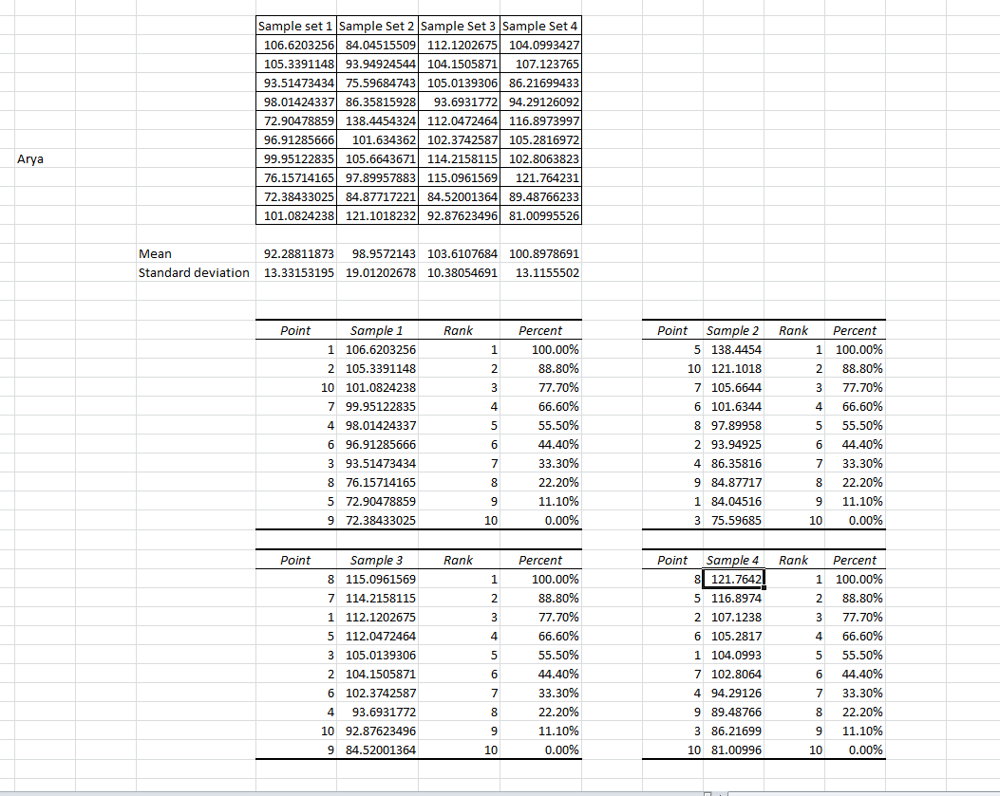 Sample set 1 Sample Set 2 Sample Set 3 Sample Set 4
106.6203256 84.04515509 112.1202675 104.0993427
105.3391148 93.94924544 104.1505871 107.123765
93.51473434 75.59684743 105.0139306 86.21699433
98.01424337 86.35815928 93.6931772 94.29126092
72.90478859 138.4454324 112.0472464 116.8973997
96.91285666 101.634362 102.3742587 105.2816972
Arya 99.95122835 105.6643671 114.2158115 102.8063823
76.15714165 97.89957883 115.0961569 121.764231
72.38433025 84.87717221 84.52001364 89.48766233
101.0824238 121.1018232 92.87623496 81.00995526
Mean 92.28811873 98.9572143 103.6107684 100.8978691
Standard deviation 13.33153195 19.01202678 10.38054691 13.1155502
Point Sample 1 Rank Percent Point Sample 2 Rank Percent
1 106.6203256 1 100.00% 5 138.4454 1 100.00%
2 105.3391148 2 88.80% 10 121.1018 2 88.80%
10 101.0824238 3 77.70% 7 105.6644 3 77.70%
7 99.95122835 4 66.60% 6 101.6344 4 66.60%
4 98.01424337 5 55.50% 8 97.89958 5 55.50%
6 96.91285666 6 44.40% 2 93.94925 6 44.40%
3 93.51473434 7 33.30% 4 86.35816 7 33.30%
8 76.15714165 8 22.20% 9 84.87717 8 22.20%
5 72.90478859 9 11.10% 1 84.04516 9 11.10%
9 72.38433025 10 0.00% 3 75.59685 10 0.00%
Point Sample 3 Rank Percent Point Sample 4 Rank Percent
8 115.0961569 1 100.00% 8 121.7642 1 100.00%
7 114.2158115 2 88.80% 5 116.8974 2 88.80%
1 112.1202675 3 77.70% 2 107.1238 3 77.70%
5 112.0472464 4 66.60% 6 105.2817 4 66.60%
3 105.0139306 5 55.50% 1 104.0993 5 55.50%
2 104.1505871 6 44.40% 7 102.8064 6 44.40%
6 102.3742587 7 33.30% 4 94.29126 7 33.30%
4 93.6931772 8 22.20% 9 89.48766 8 22.20%
10 92.87623496 9 11.10% 3 86.21699 9 11.10%
9 84.52001364 10 0.00% 10 81.00996 10 0.00%